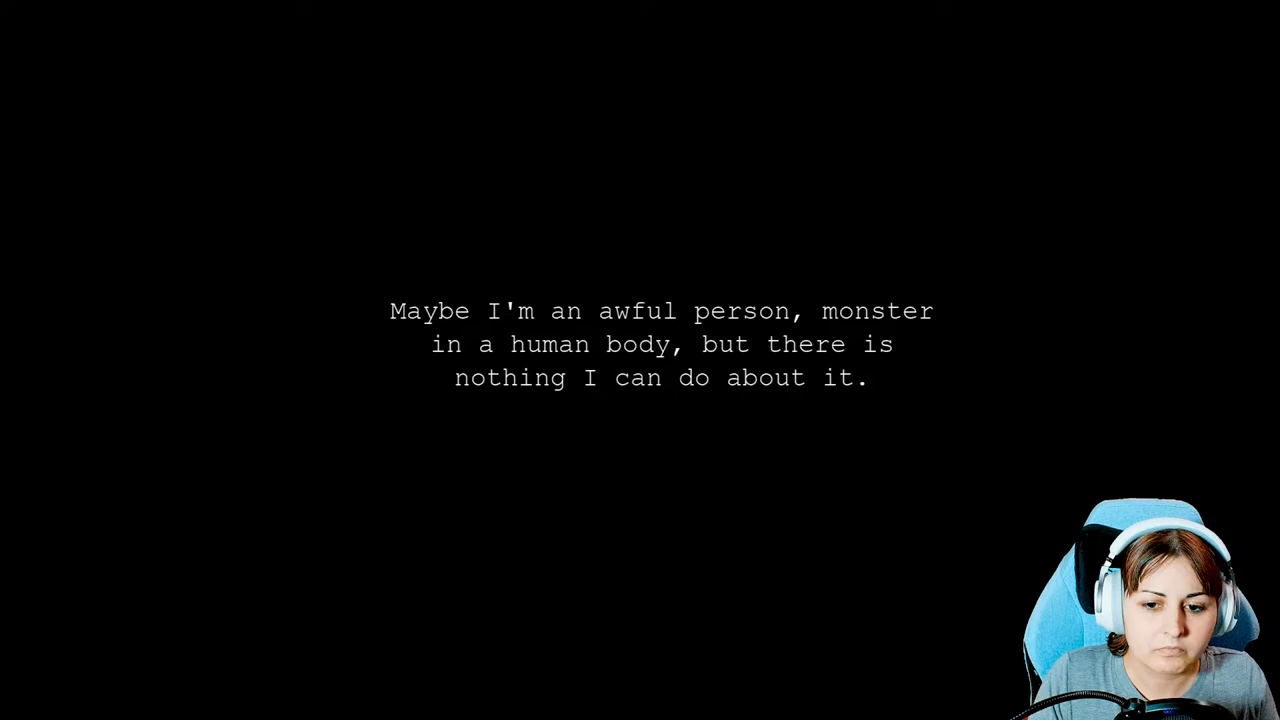 Maybe I'm an awful person, monster
in a human body, but there is
nothing I can do about it.